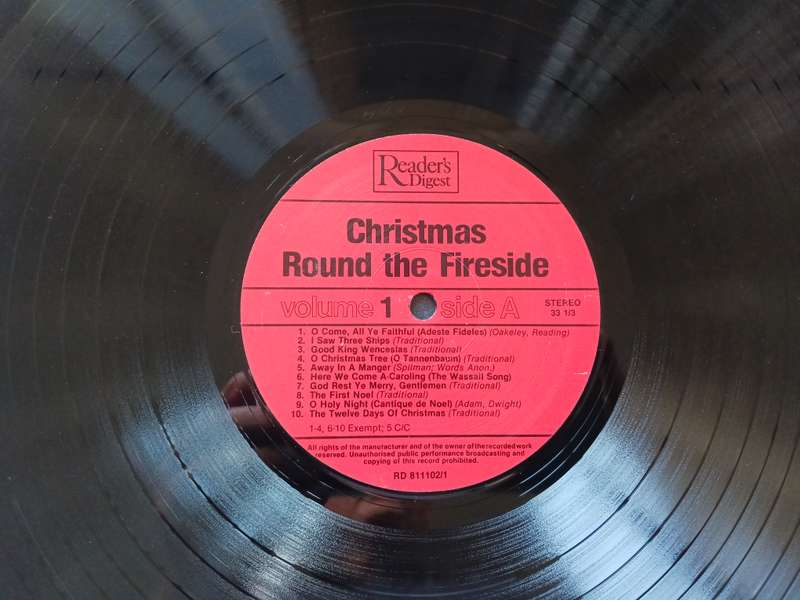 Reader's
Digest
Christmas
Round the Fireside
volume 1 side A
STEREO
33 1/3
1. O Come, All Ye Faithful (Adeste Fideles) (Oakeley, Reading)
2. I Saw Three Ships (Traditional)
3. Good King Wenceslas (Traditional)
4. O Christmas Tree (O Tannenbaum) (Traditional)
5. Away In A Manger (Spilman; Words Anon.)
6. Here We Come A-Caroling (The Wassail Song)
7. God Rest Ye Merry, Gentlemen (Traditional)
8. The First Noel (Traditional)
9. O Holy Night (Cantique de Noel) (Adam, Dwight)
10. The Twelve Days Of Christmas (Traditional)
1-4, 6-10 Exempt; 5 C/C
All rights of the manufacturer and of the owner of the recorded work
reserved. Unauthorised public performance broadcasting and
copying of this record prohibited.
RD 811102/1